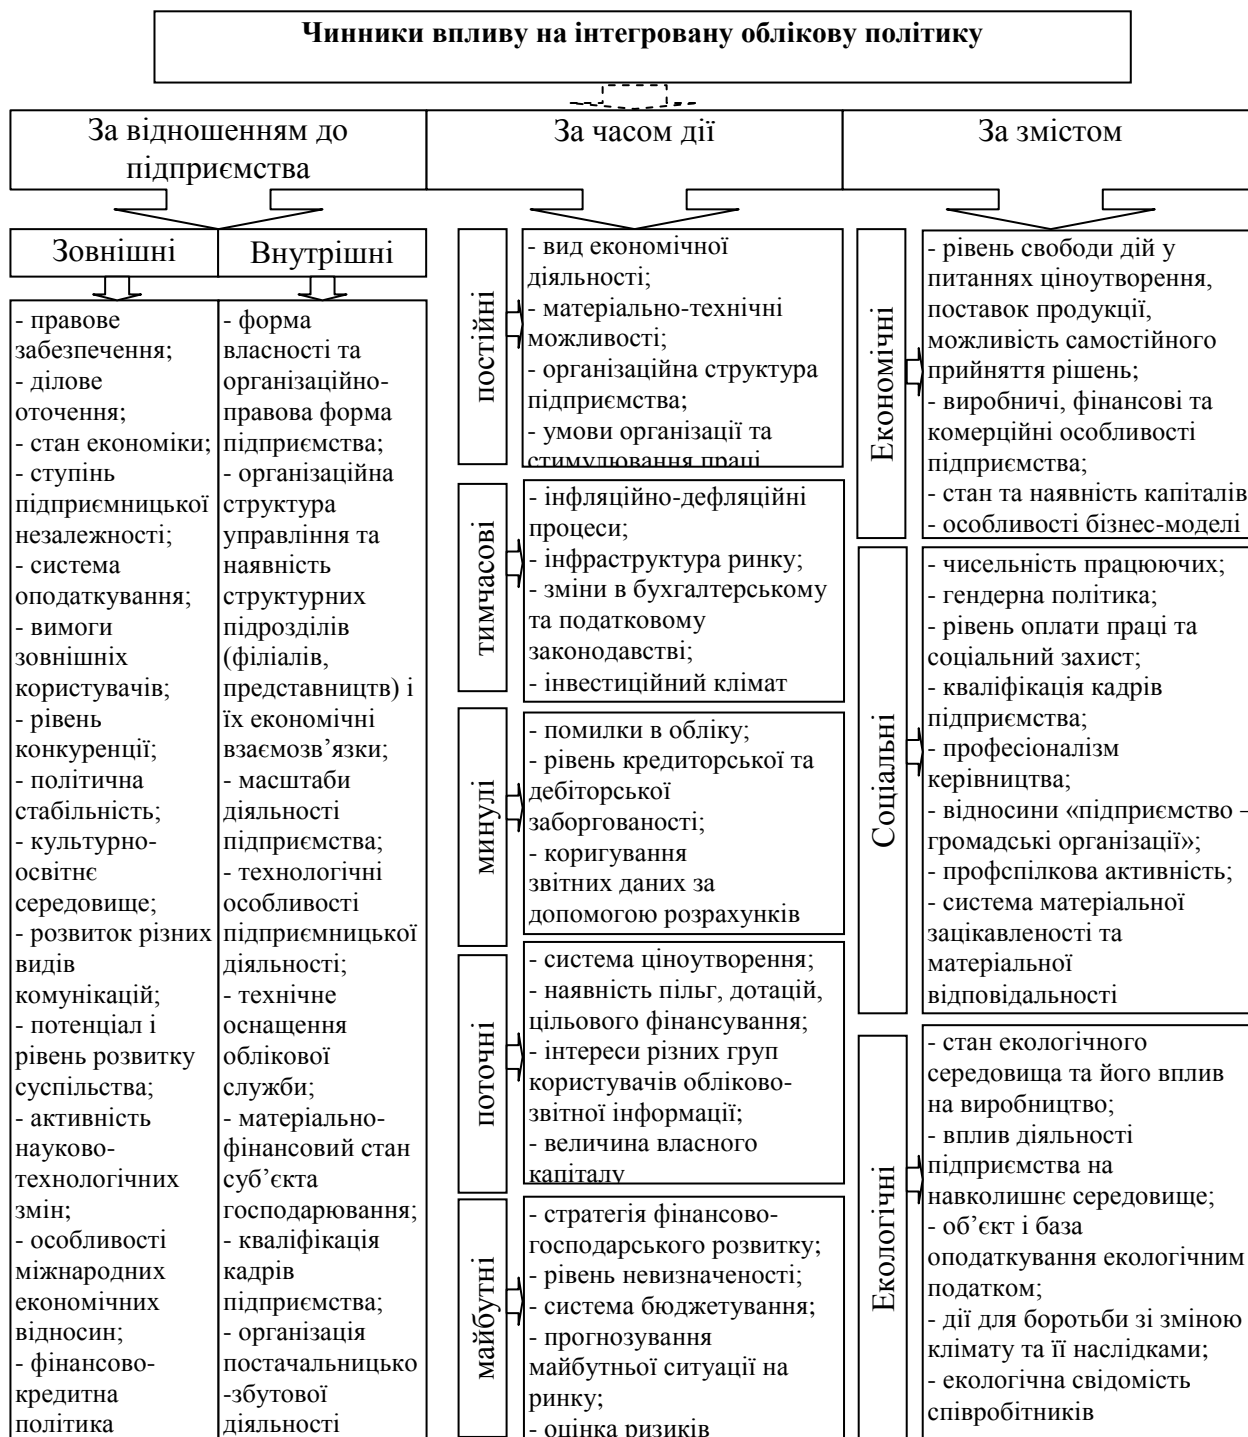 Чинники впливу на інтегровану облікову політику
За відношенням до
підприємства
Зовнішні
- правове
забезпечення;
- ділове
оточення;
- стан економіки;
- ступінь
підприємницької
незалежності;
- система
оподаткування;
- вимоги
зовнішніх
користувачів;
- рівень
конкуренції;
- політична
стабільність;
- культурно-
освітнє
середовище;
- розвиток різних
видів
комунікацій;
- потенціал і
рівень розвитку
суспільства;
- активність
науково-
технологічних
змін;
- особливості
міжнародних
економічних
відносин;
- фінансово-
кредитна
політика
Внутрішні
- форма
власності та
організаційно-
правова форма
підприємства;
- організаційна
структура
управління та
наявність
структурних
підрозділів
(філіалів,
представництв) і
їх економічні
взаємозв’язки;
- масштаби
діяльності
підприємства;
- технологічні
особливості
підприємницької
діяльності;
- технічне
оснащення
облікової
служби;
- матеріально-
фінансовий стан
суб’єкта
господарювання;
- кваліфікація
кадрів
підприємства;
- організація
постачальницько
-збутової
діяльності
За часом дії
постійні
- вид економічної
діяльності;
- матеріально-технічні
можливості;
- організаційна структура
підприємства;
- умови організації та
стимулювання праці
тимчасові
- інфляційно-дефляційні
процеси;
- інфраструктура ринку;
- зміни в бухгалтерському
та податковому
законодавстві;
- інвестиційний клімат
минулі
- помилки в обліку;
- рівень кредиторської та
дебіторської
заборгованості;
- коригування
звітних даних за
допомогою розрахунків
поточні
- система ціноутворення;
- наявність пільг, дотацій,
цільового фінансування;
- інтереси різних груп
користувачів обліково-
звітної інформації;
- величина власного
капіталу
майбутні
- стратегія фінансово-
господарського розвитку;
- рівень невизначеності;
- система бюджетування;
- прогнозування
майбутньої ситуації на
ринку;
- оцінка ризиків
За змістом
Економічні
- рівень свободи дій у
питаннях ціноутворення,
поставок продукції,
можливість самостійного
прийняття рішень;
- виробничі, фінансові та
комерційні особливості
підприємства;
- стан та наявність капіталів
- особливості бізнес-моделі
Соціальні
- чисельність працюючих;
- гендерна політика;
- рівень оплати праці та
соціальний захист;
- кваліфікація кадрів
підприємства;
- професіоналізм
керівництва;
- відносини «підприємство –
громадські організації»;
- профспілкова активність;
- система матеріальної
зацікавленості та
матеріальної
відповідальності
Екологічні
- стан екологічного
середовища та його вплив
на виробництво;
- вплив діяльності
підприємства на
навколишнє середовище;
- об’єкт і база
оподаткування екологічним
податком;
- дії для боротьби зі зміною
клімату та її наслідками;
- екологічна свідомість
співробітників